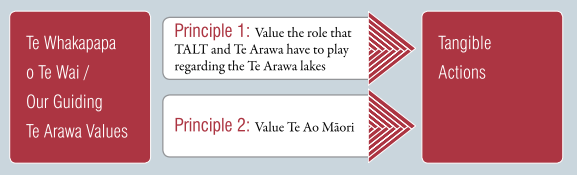 Te Whakapapa
o Te Wai /
Our Guiding
Te Arawa Values
Principle 1: Value the role that
TALT and Te Arawa have to play
regarding the Te Arawa lakes
Principle 2: Value Te Ao Māori
Tangible
Actions